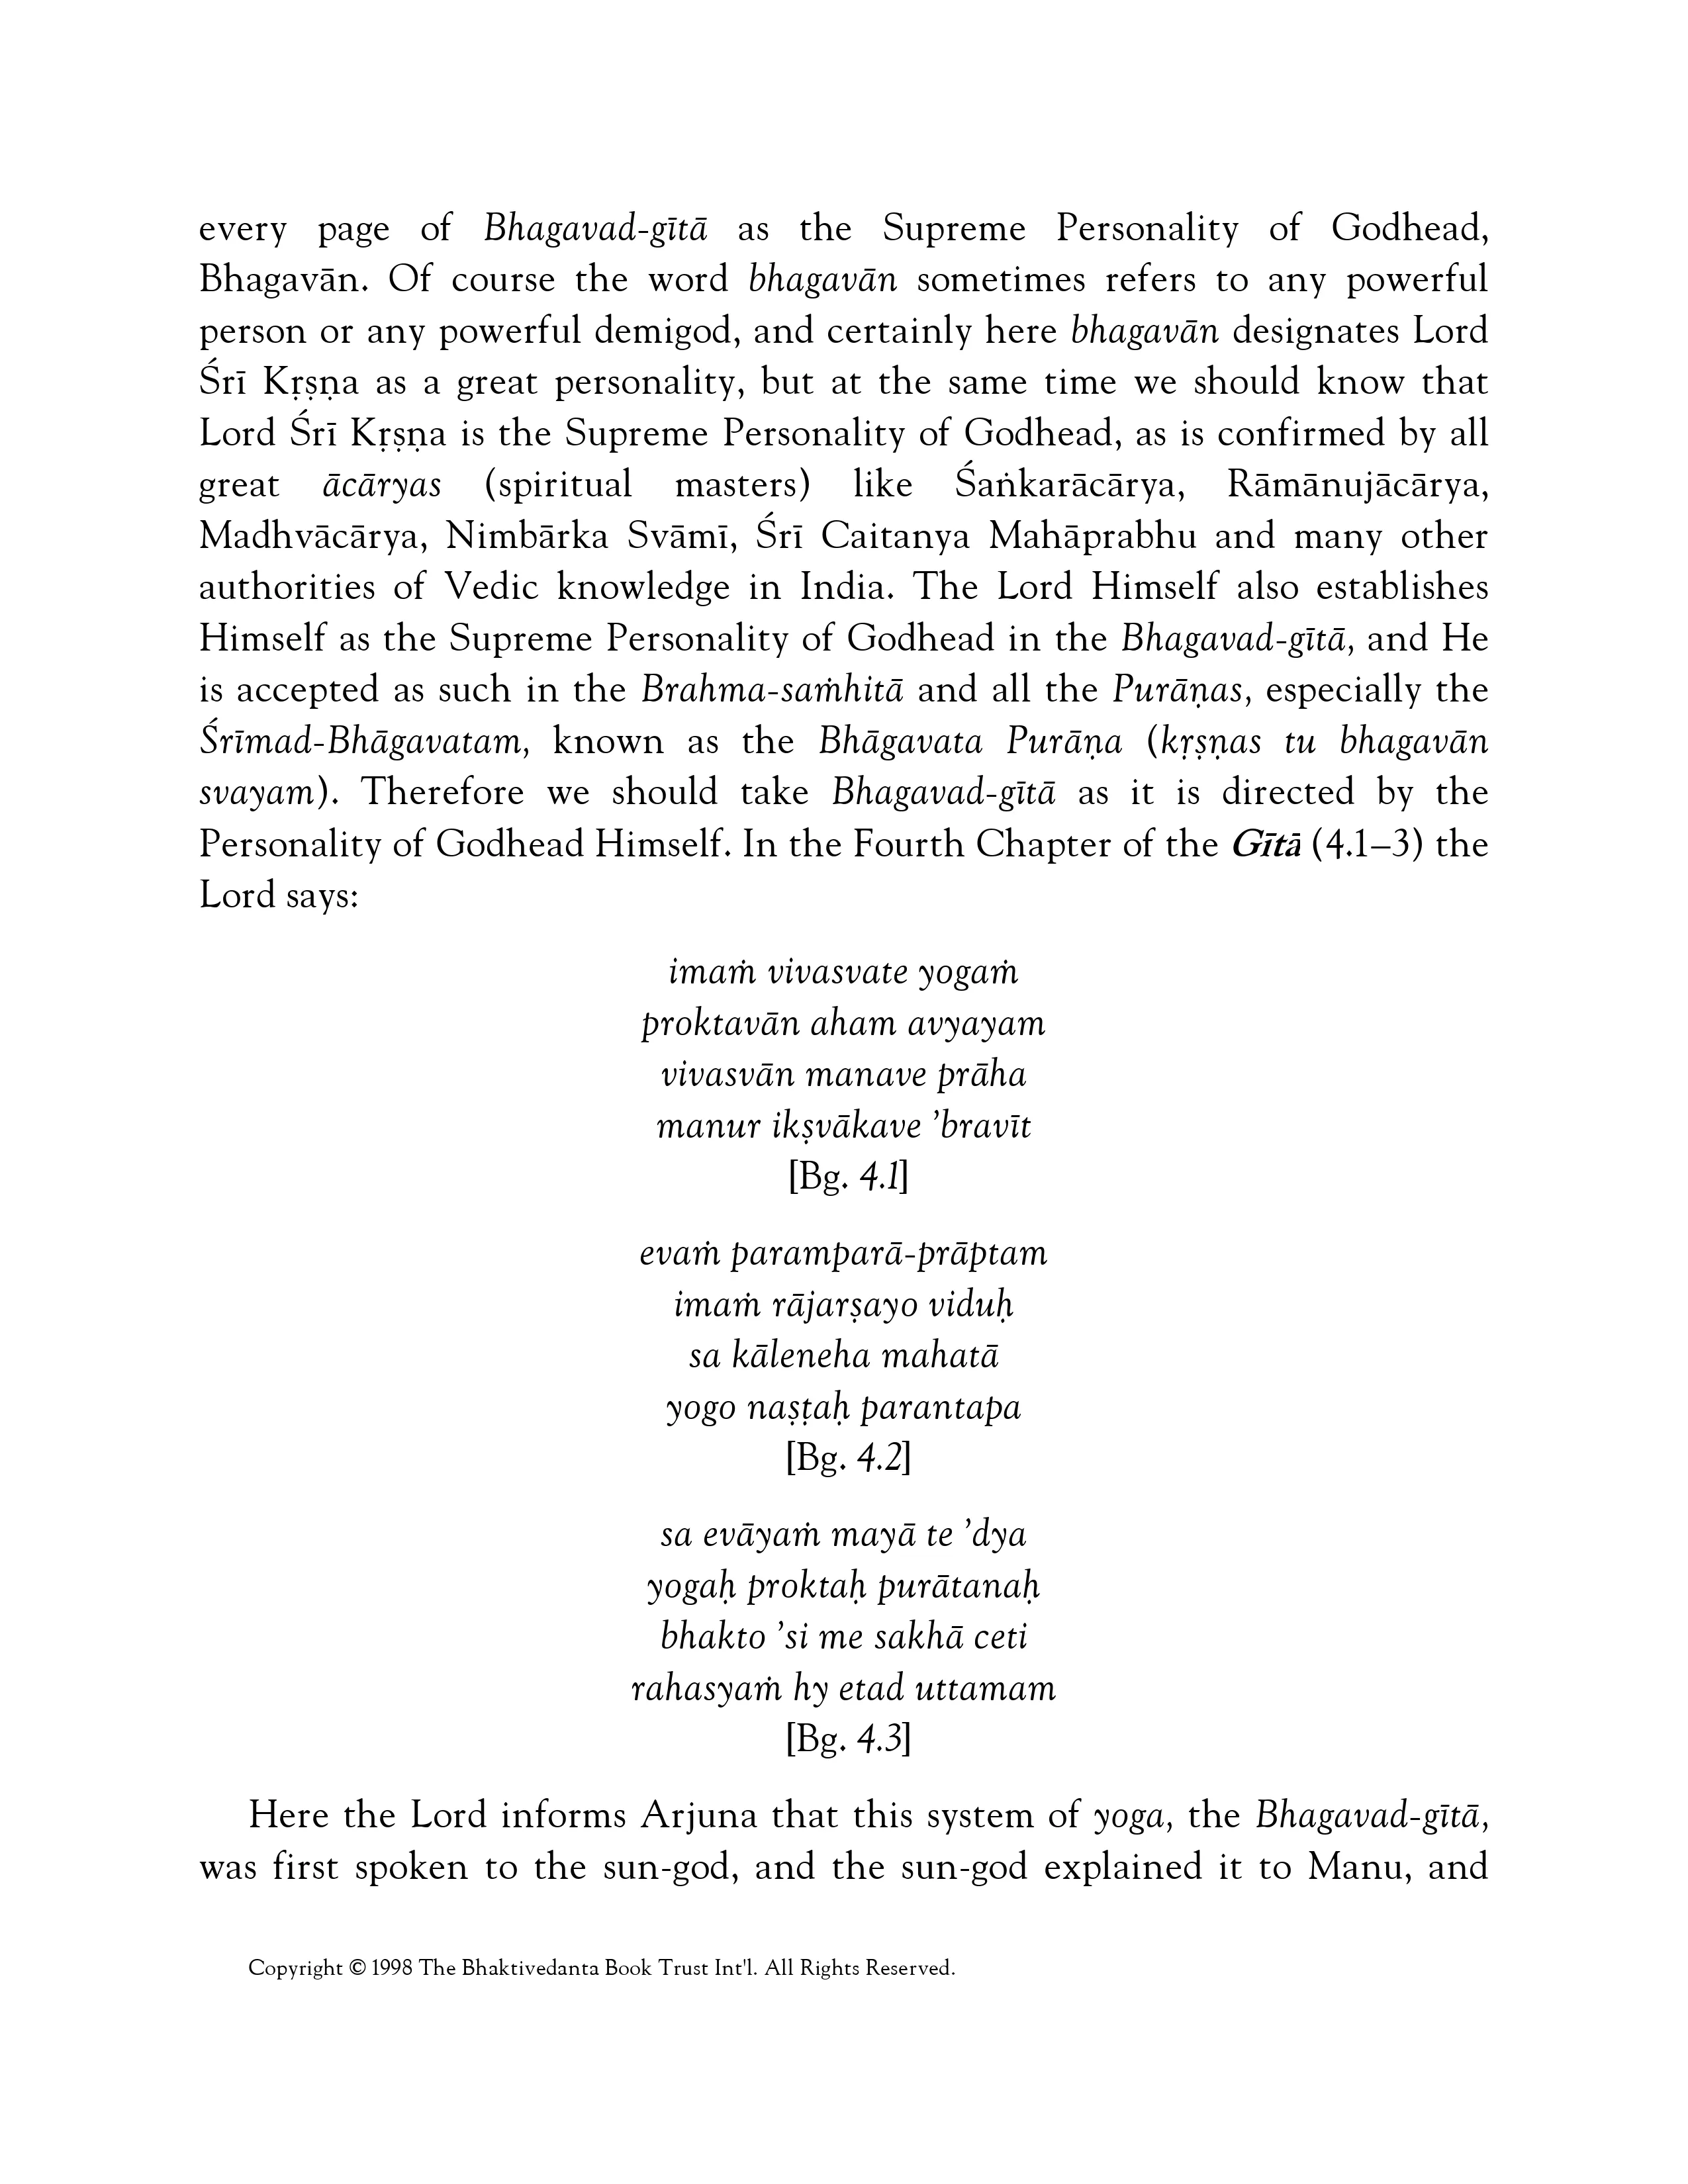 every page of Bhagavad-gītā as the Supreme Personality of Godhead,
Bhagavān. Of course the word bhagavān sometimes refers to any powerful
person or any powerful demigod, and certainly here bhagavān designates Lord
Śrī Kṛṣṇa as a great personality, but at the same time we should know that
Lord Śrī Kṛṣṇa is the Supreme Personality of Godhead, as is confirmed by all
great ācāryas (spiritual masters) like Śaṅkarācārya, Rāmānujācārya,
Madhvācārya, Nimbārka Svāmī, Śrī Caitanya Mahāprabhu and many other
authorities of Vedic knowledge in India. The Lord Himself also establishes
Himself as the Supreme Personality of Godhead in the Bhagavad-gītā, and He
is accepted as such in the Brahma-saṁhitā and all the Purāṇas, especially the
Śrīmad-Bhāgavatam, known as the Bhāgavata Purāṇa (kṛṣṇas tu bhagavān
svayam). Therefore we should take Bhagavad-gītā as it is directed by the
Personality of Godhead Himself. In the Fourth Chapter of the Gītā (4.1–3) the
Lord says:
imaṁ vivasvate yogaṁ
proktavān aham avyayam
vivasvān manave prāha
manur ikṣvākave ’bravīt
[Bg. 4.1]
evaṁ paramparā-prāptam
imaṁ rājarṣayo viduḥ
sa kāleneha mahatā
yogo naṣṭaḥ parantapa
[Bg. 4.2]
sa evāyaṁ mayā te ’dya
yogaḥ proktaḥ purātanaḥ
bhakto ’si me sakhā ceti
rahasyaṁ hy etad uttamam
[Bg. 4.3]
Here the Lord informs Arjuna that this system of yoga, the Bhagavad-gītā,
was first spoken to the sun-god, and the sun-god explained it to Manu, and
Copyright © 1998 The Bhaktivedanta Book Trust Int'l. All Rights Reserved.